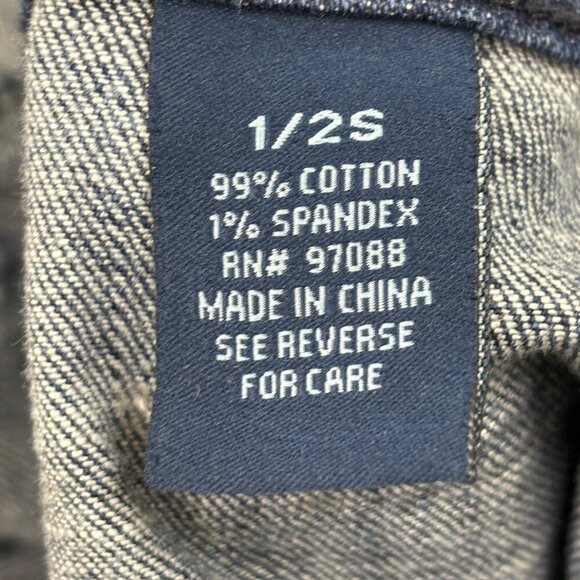 1/2S
99% COTTON
1% SPANDEX
RN# 97088
MADE IN CHINA
SEE REVERSE
FOR CARE